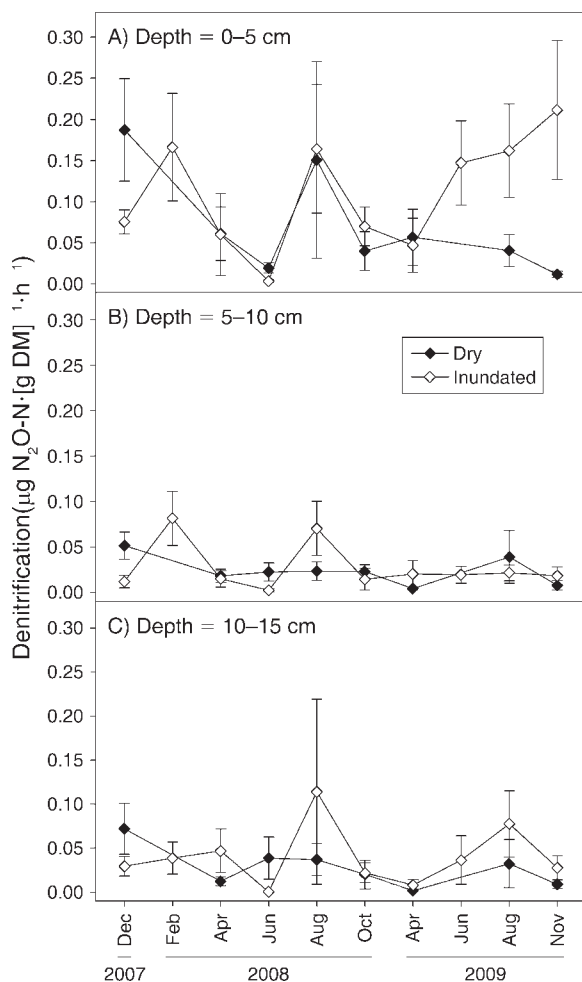 A) Depth = 0–5 cm
0.30
0.25
0.20
0.15
0.10
0.05
0.00
B) Depth = 5–10 cm
0.30
0.25
0.20
0.15
0.10
0.05
0.00
Dry
Inundated
C) Depth = 10–15 cm
0.30
0.25
0.20
0.15
0.10
0.05
0.00
Denitrification(µg N₂O-N·[g DM] ¹·h ¹)
Dec Feb Apr Jun Aug Oct Apr Jun Aug Nov
2007 2008 2009